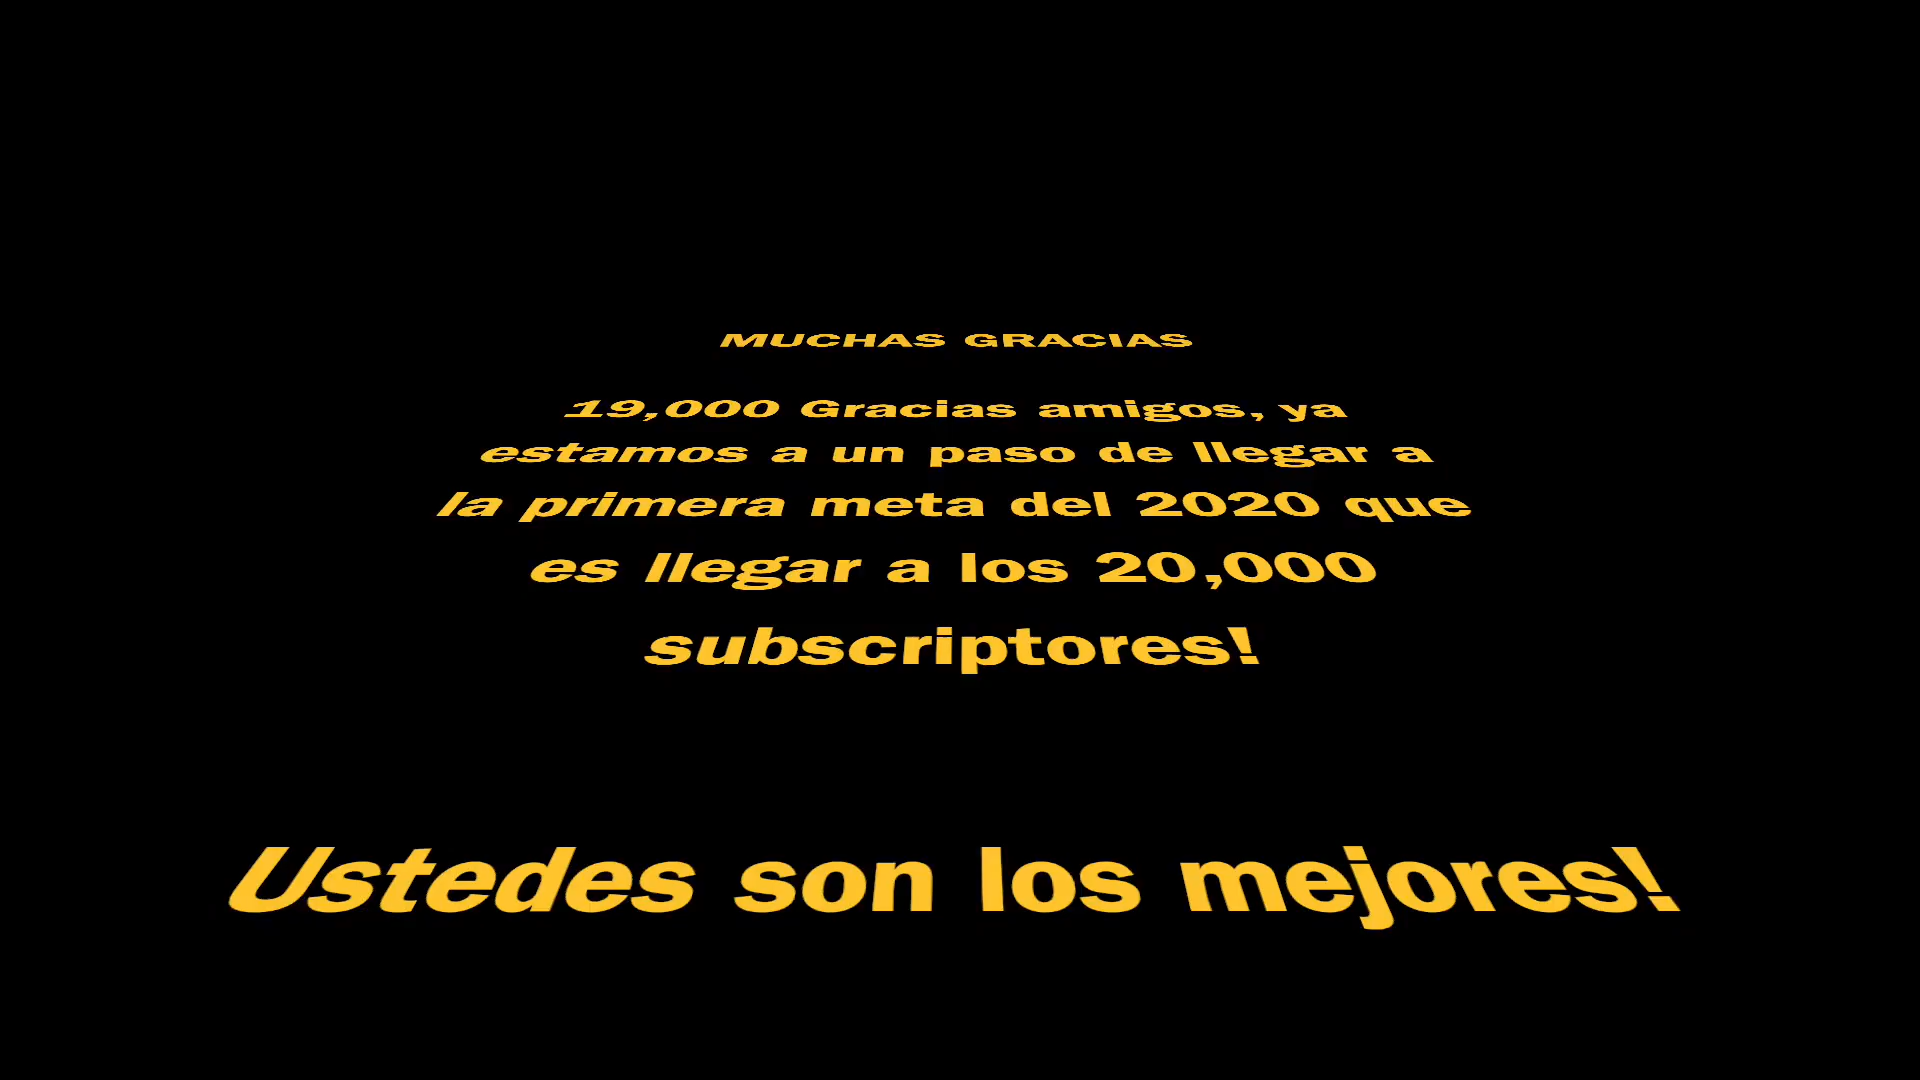 MUCHAS GRACIAS
19,000 Gracias amigos, ya
estamos a un paso de llegar a
la primera meta del 2020 que
es llegar a los 20,000
subscriptores!
Ustedes son los mejores!